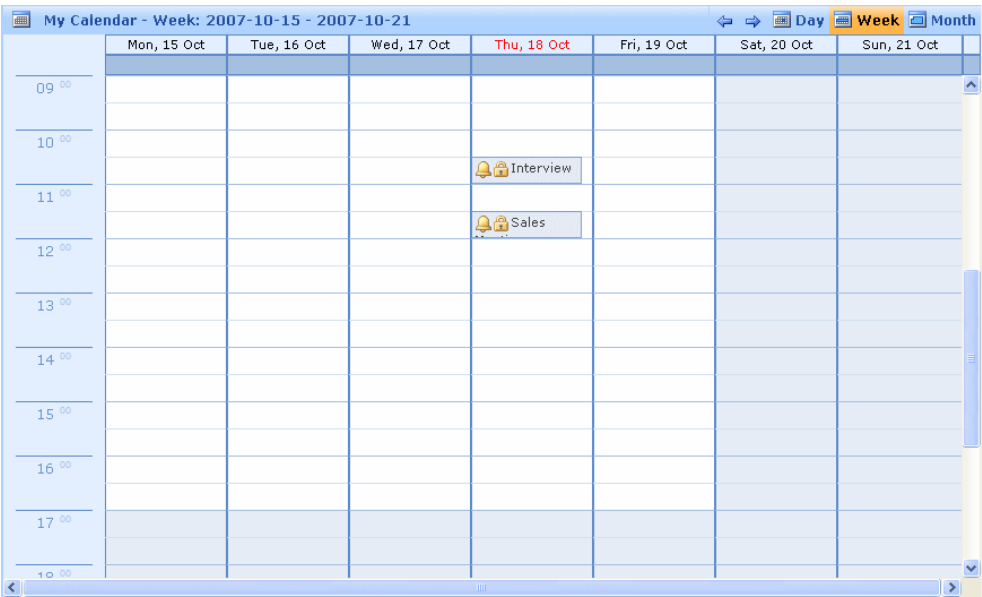 My Calendar - Week: 2007-10-15 - 2007-10-21 Day Week Month
Mon, 15 Oct Tue, 16 Oct Wed, 17 Oct Thu, 18 Oct Fri, 19 Oct Sat, 20 Oct Sun, 21 Oct
09 00
10 00
Interview
11 00
Sales
12 00
13 00
14 00
15 00
16 00
17 00